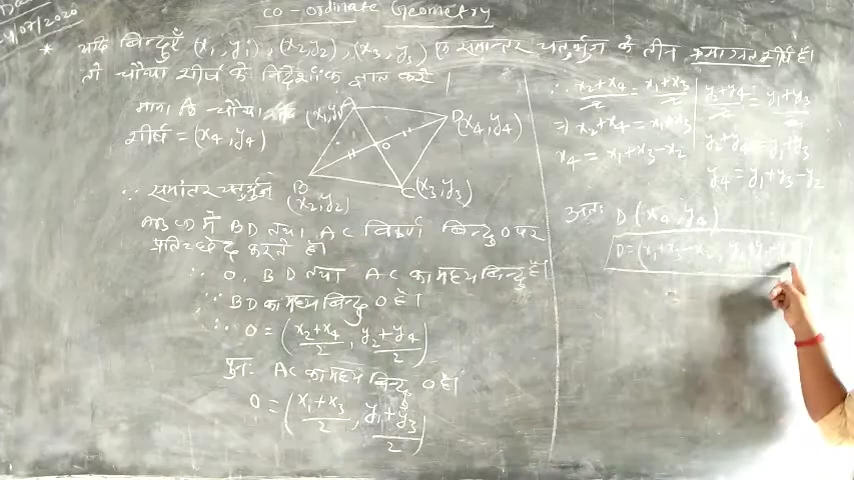 Co-ordinate Geometry
/07/2020
* यदि बिन्दुएँ (x₁, y₁), (x₂, y₂), (x₃, y₃) समान्तर चतुर्भुज के तीन क्रमागत शीर्ष हैं।
तो चौथा शीर्ष के निर्देशांक ज्ञात करें।
माना कि चौथा
शीर्ष = (x₄, y₄)
(x₁, y₁)
D (x₄, y₄)
O
B
(x₂, y₂)
C (x₃, y₃)
∵ समांतर चतुर्भुज
ABCD में BD तथा AC विकर्ण बिन्दु O पर
प्रतिच्छेद करते हैं।
∴ O, BD तथा AC का मध्य बिन्दु है।
∵ BD का मध्य बिन्दु O है।
∴ O = (x₂+x₄/2, y₂+y₄/2)
पुनः AC का मध्य बिन्दु O है।
O = (x₁+x₃/2, y₁+y₃/2)
∴ x₂+x₄/2 = x₁+x₃/2
⇒ x₂+x₄ = x₁+x₃
x₄ = x₁+x₃-x₂
y₂+y₄/2 = y₁+y₃/2
y₂+y₄ = y₁+y₃
y₄ = y₁+y₃-y₂
अतः D (x₄, y₄)
D = (x₁+x₃-x₂, y₁+y₃